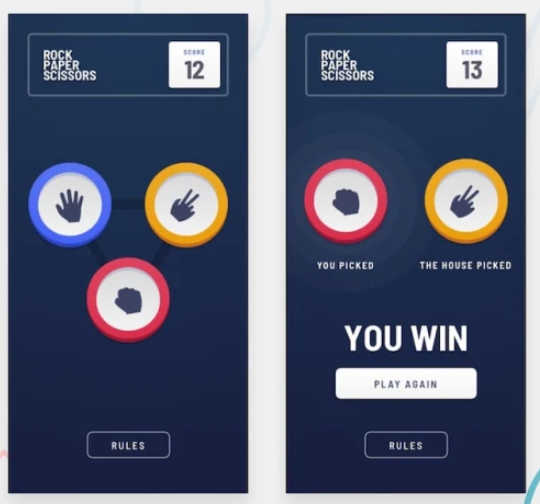 ROCK
PAPER
SCISSORS
SCORE
12
RULES
ROCK
PAPER
SCISSORS
SCORE
13
YOU PICKED
THE HOUSE PICKED
YOU WIN
PLAY AGAIN
RULES